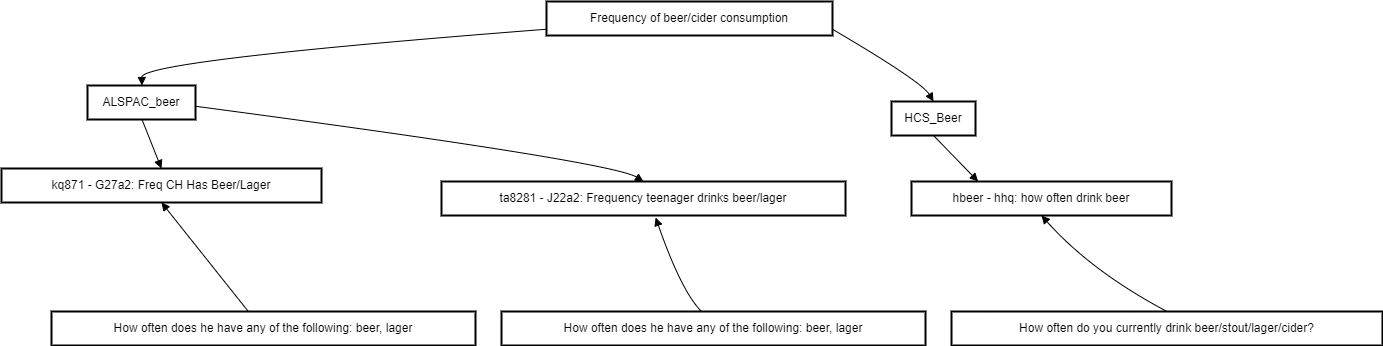 Frequency of beer/cider consumption
ALSPAC_beer
HCS_Beer
kq871 - G27a2: Freq CH Has Beer/Lager
ta8281 - J22a2: Frequency teenager drinks beer/lager
hbeer - hhq: how often drink beer
How often does he have any of the following: beer, lager
How often does he have any of the following: beer, lager
How often do you currently drink beer/stout/lager/cider?